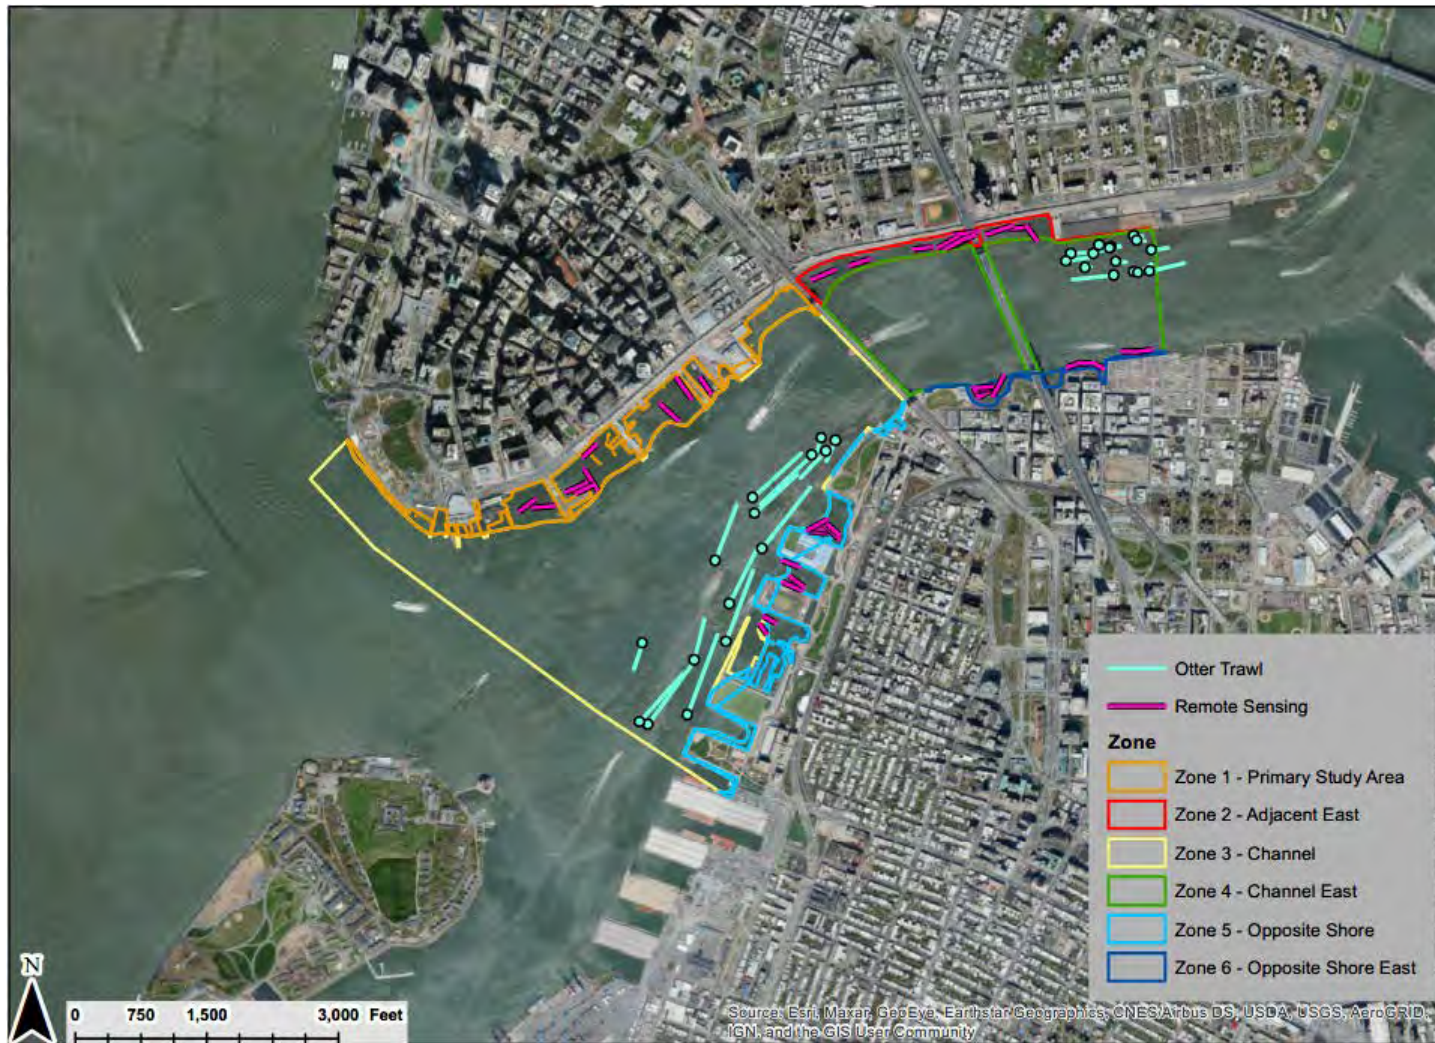 Otter Trawl
Remote Sensing
Zone
Zone 1 - Primary Study Area
Zone 2 - Adjacent East
Zone 3 - Channel
Zone 4 - Channel East
Zone 5 - Opposite Shore
Zone 6 - Opposite Shore East
N
0 750 1,500 3,000 Feet
Source: Esri, Maxar, GeoEye, Earthstar Geographics, CNES/Airbus DS, USDA, USGS, AeroGRID,
IGN, and the GIS User Community